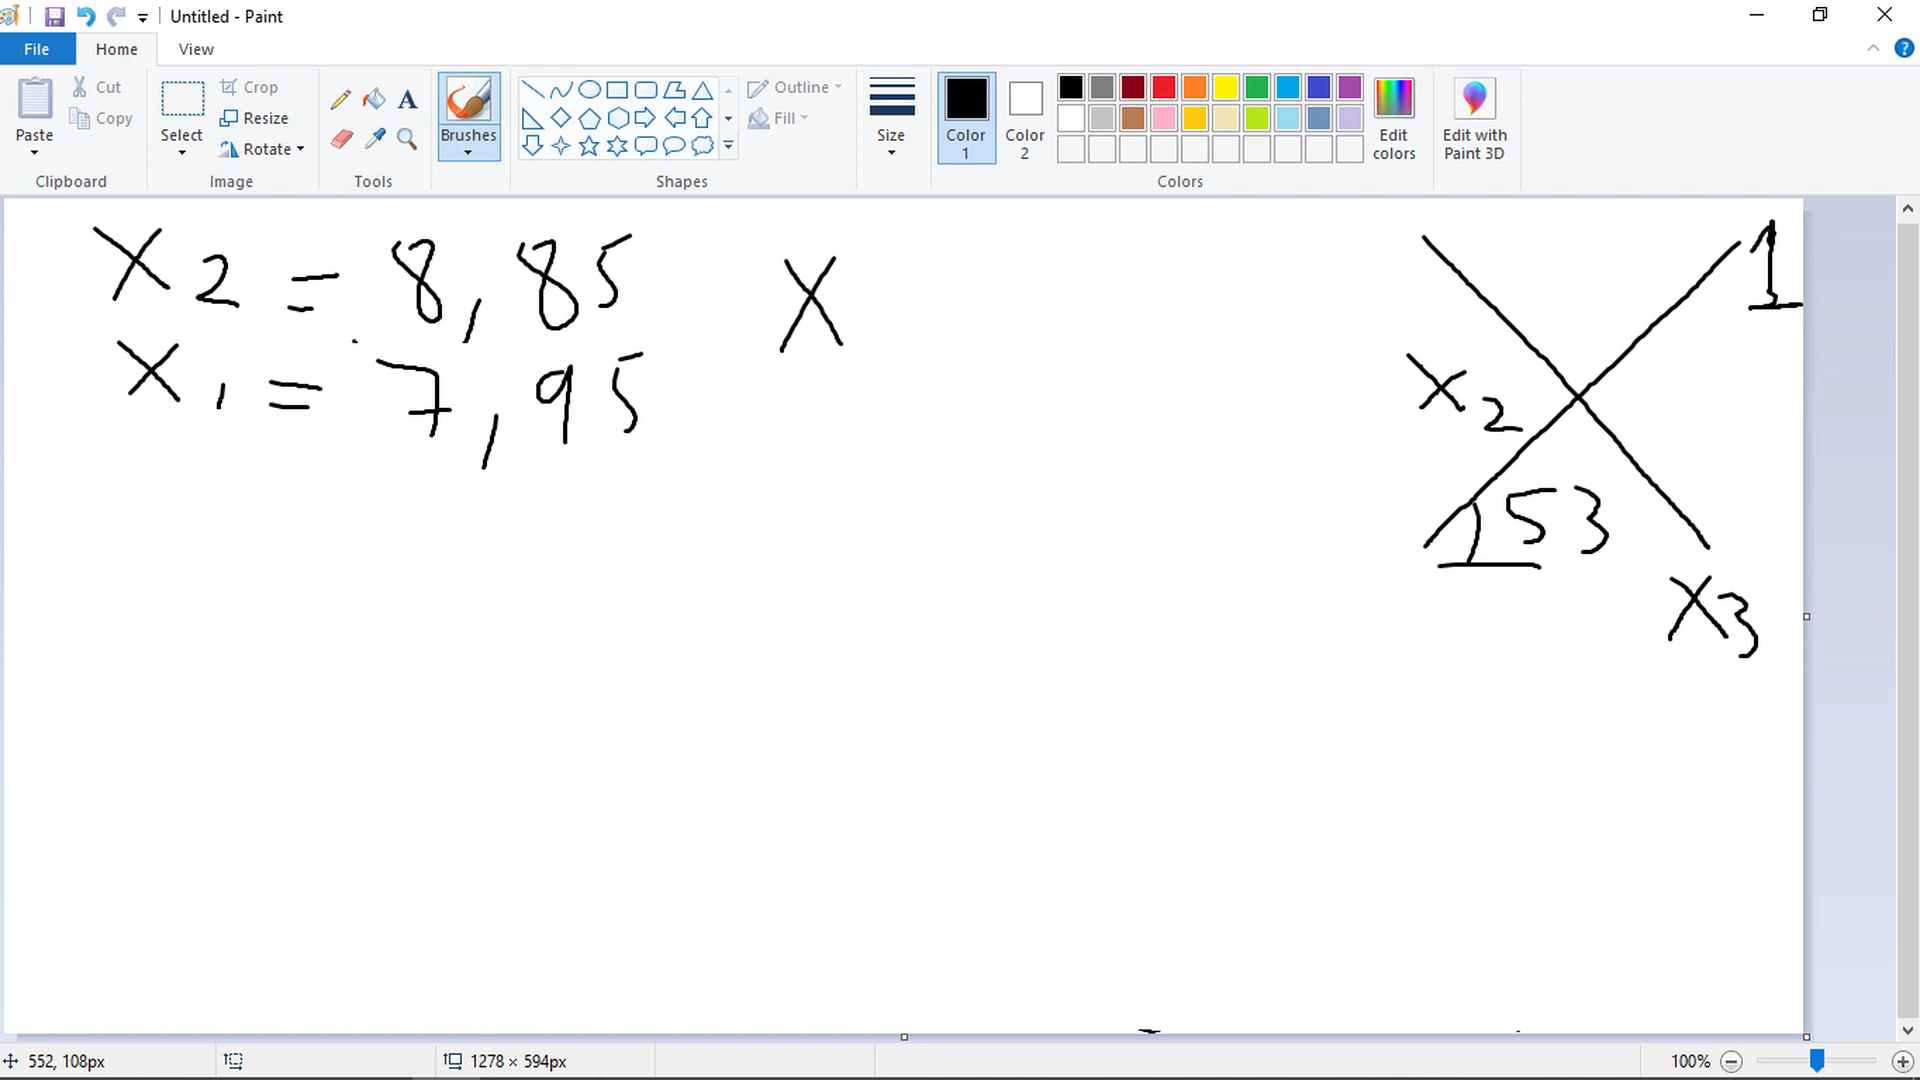 Untitled - Paint
File Home View
Paste
Cut
Copy
Clipboard
Select
Crop
Resize
Rotate
Image
Tools
Brushes
Shapes
Outline
Fill
Size
Color 1
Color 2
Colors
Edit colors
Edit with Paint 3D
X2 = 8,85 X
X1 = 7,95
1
X2
53
X3
552, 108px
1278 × 594px
100%